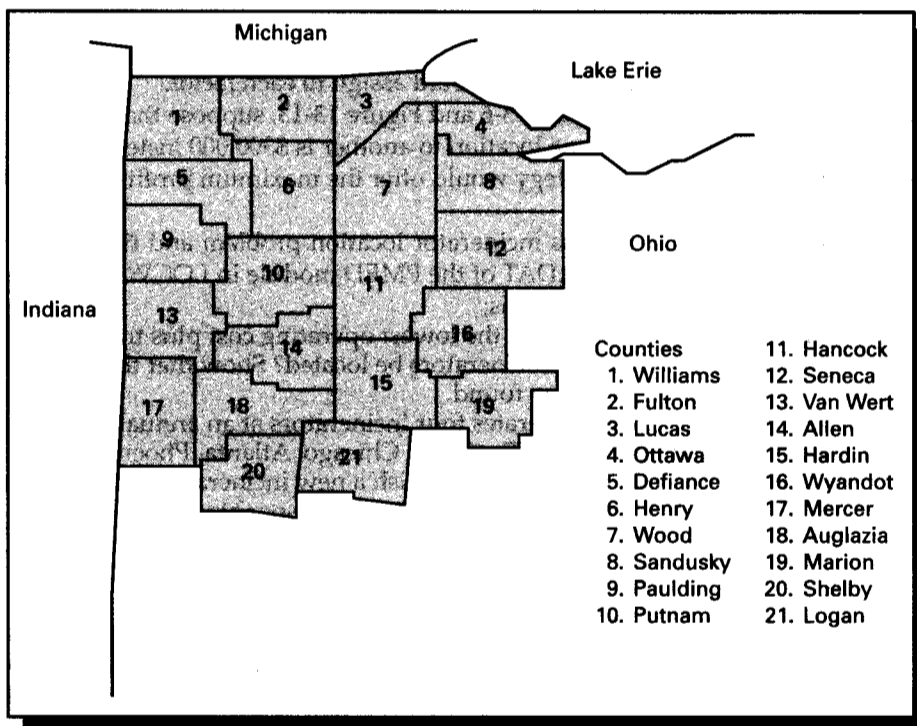 Michigan
Lake Erie
Ohio
Indiana
1
2
3
4
5
6
7
8
9
10
11
12
13
14
15
16
17
18
19
20
21
Counties
1. Williams
2. Fulton
3. Lucas
4. Ottawa
5. Defiance
6. Henry
7. Wood
8. Sandusky
9. Paulding
10. Putnam
11. Hancock
12. Seneca
13. Van Wert
14. Allen
15. Hardin
16. Wyandot
17. Mercer
18. Auglazia
19. Marion
20. Shelby
21. Logan